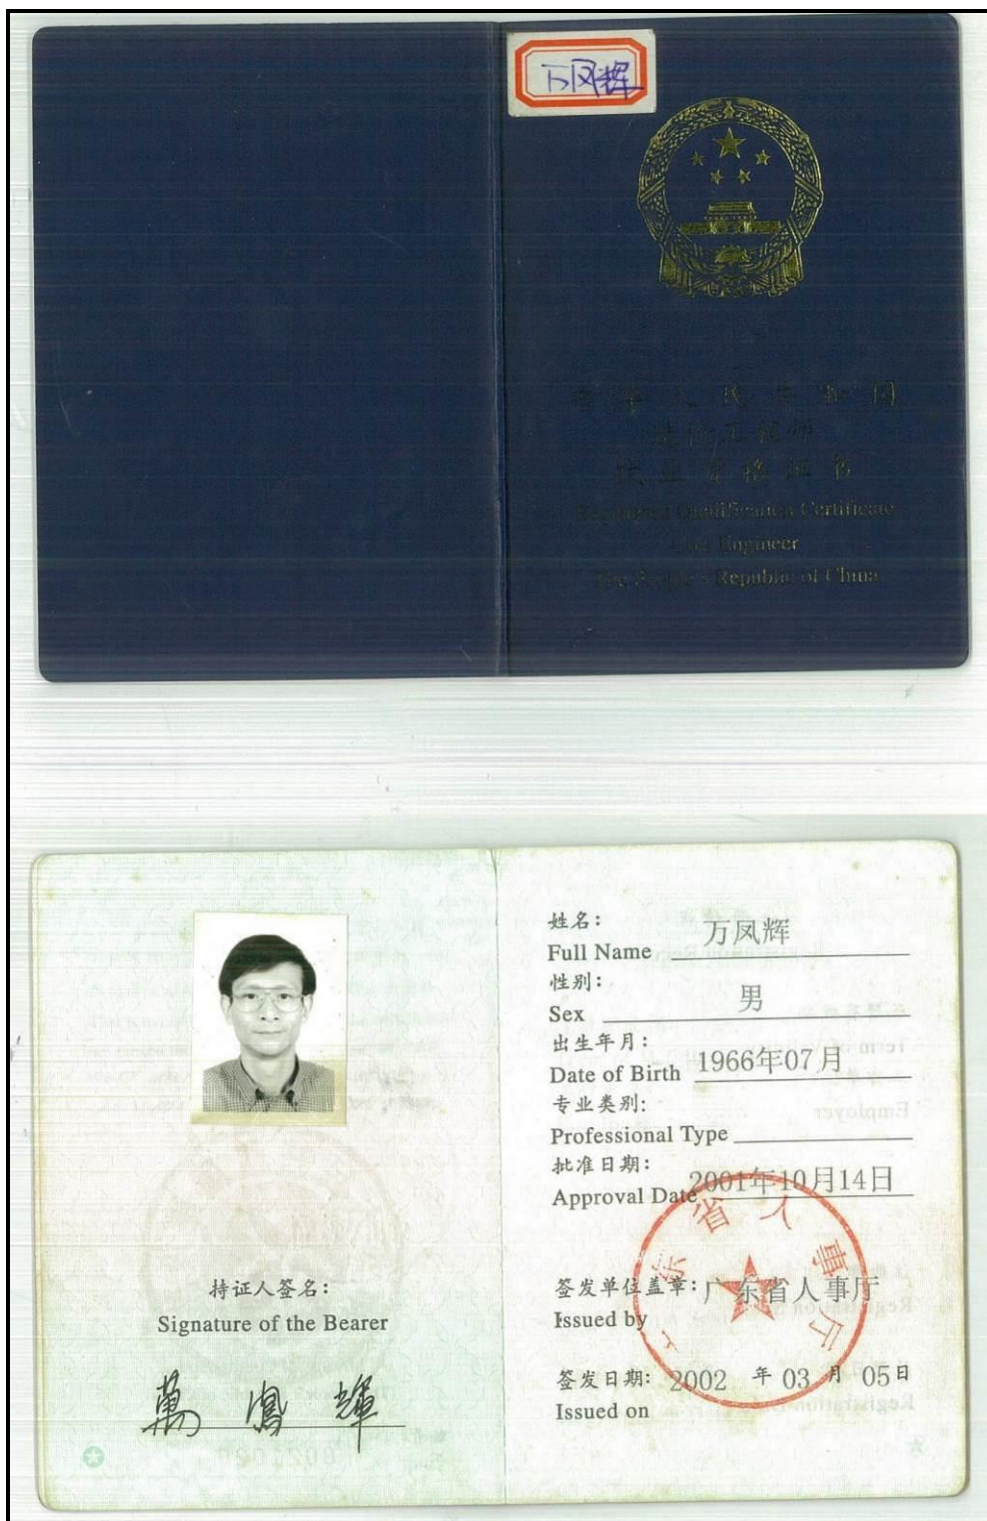 万凤辉
中华人民共和国
造价工程师
执业资格证书
Registered Qualification Certificate
Cost Engineer
The People's Republic of China
姓名:
万凤辉
Full Name
性别:
男
Sex
出生年月:
1966年07月
Date of Birth
专业类别:
Professional Type
批准日期:
2001年10月14日
Approval Date
广东省人事厅
签发单位盖章:广东省人事厅
Issued by
签发日期: 2002 年 03 月 05日
Issued on
持证人签名:
Signature of the Bearer
萬鳳輝